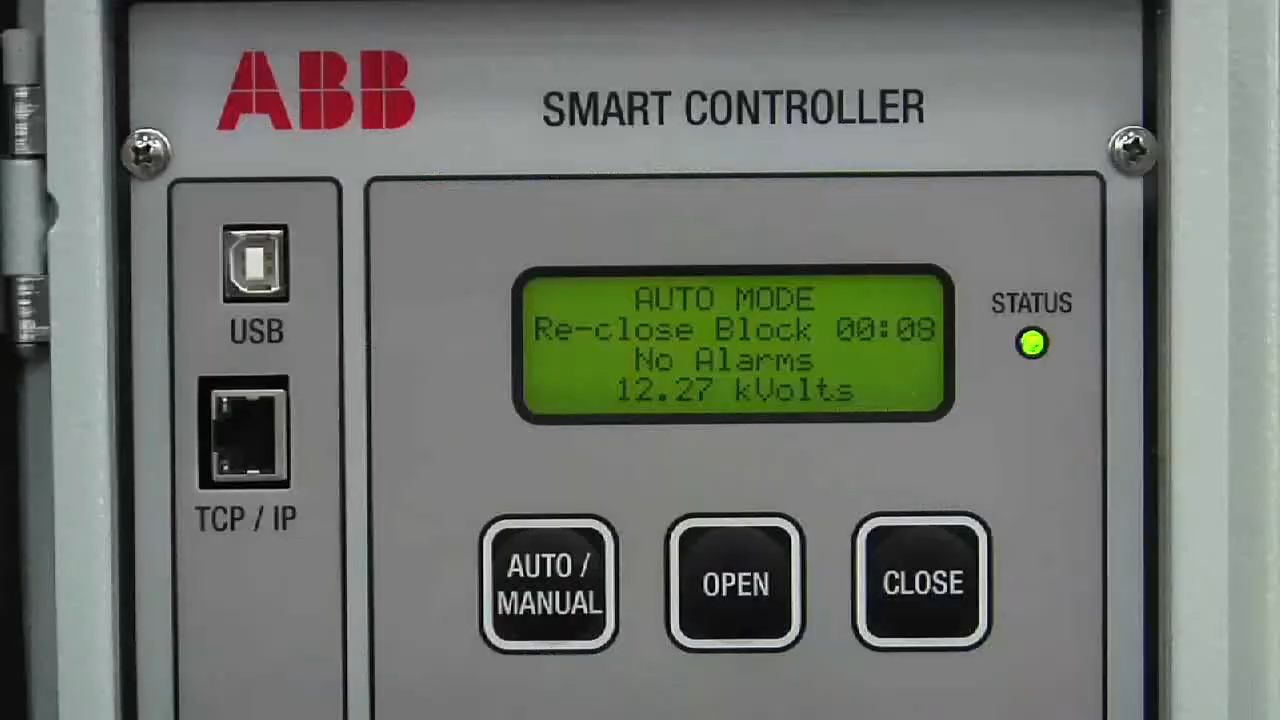 ABB
SMART CONTROLLER
USB
TCP / IP
AUTO MODE
Re-close Block 00:08
No Alarms
12.27 kVolts
STATUS
AUTO /
MANUAL
OPEN
CLOSE